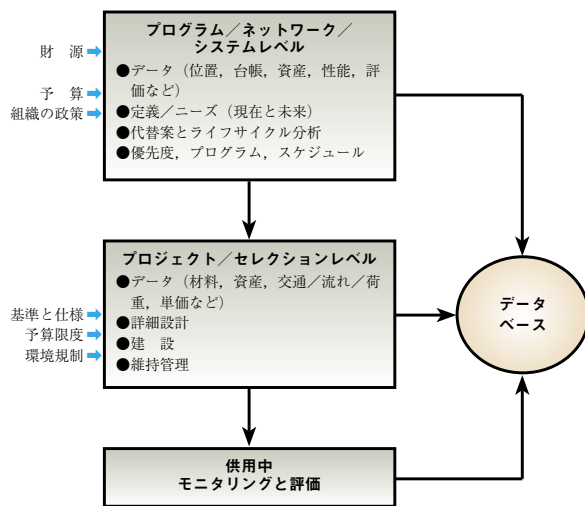 プログラム／ネットワーク／
システムレベル
財　源
●データ（位置，台帳，資産，性能，評
価など）
予　算
組織の政策
●定義／ニーズ（現在と未来）
●代替案とライフサイクル分析
●優先度，プログラム，スケジュール
プロジェクト／セレクションレベル
●データ（材料，資産，交通／流れ／荷
重，単価など）
基準と仕様
予算限度
環境規制
●詳細設計
●建　設
●維持管理
データ
ベース
供用中
モニタリングと評価